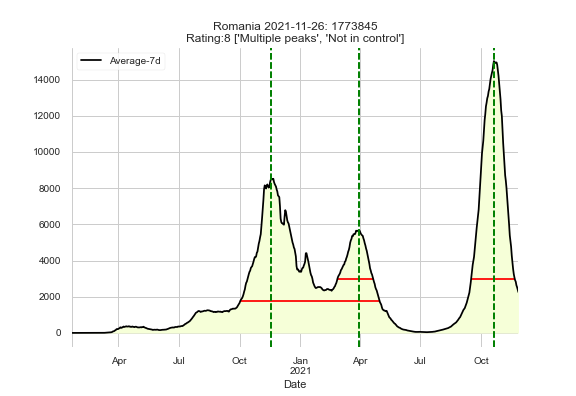 Romania 2021-11-26: 1773845
Rating:8 ['Multiple peaks', 'Not in control']
Average-7d
14000
12000
10000
8000
6000
4000
2000
0
Apr Jul Oct Jan Apr Jul Oct
2021
Date